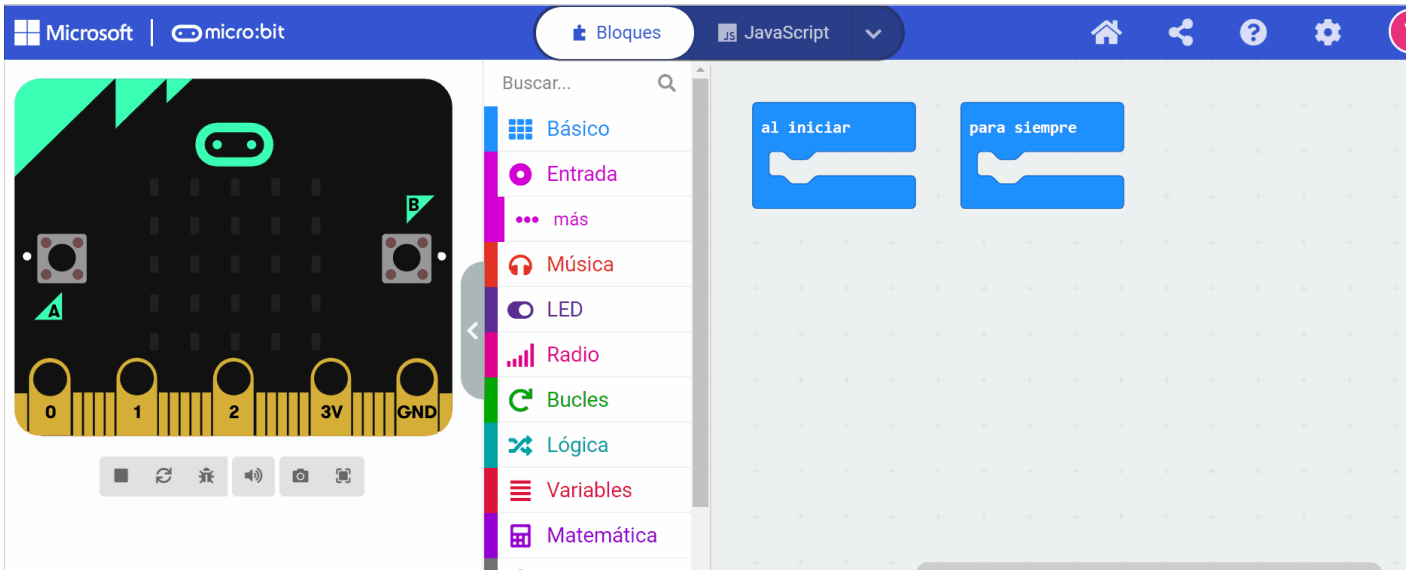 Microsoft micro:bit Bloques JS JavaScript
Buscar...
Básico
Entrada
más
Música
LED
Radio
Bucles
Lógica
Variables
Matemática
B
A
0 1 2 3V GND
al iniciar
para siempre